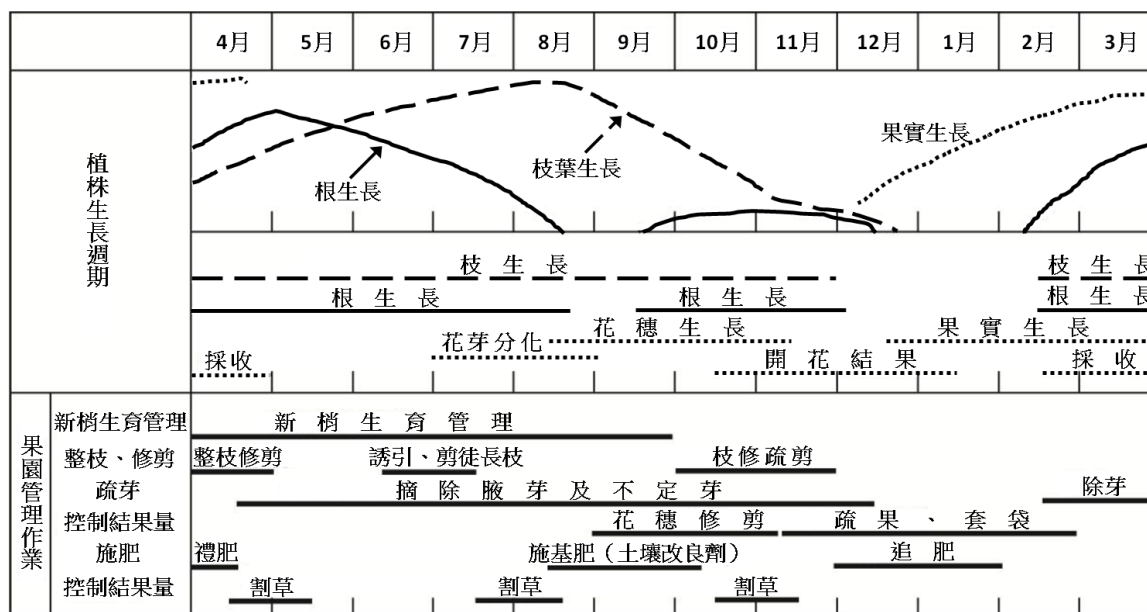 4月 5月 6月 7月 8月 9月 10月 11月 12月 1月 2月 3月
植株生長週期
果實生長
枝葉生長
根生長
枝生長 枝生長
根生長 根生長 根生長
花穗生長 果實生長
花芽分化
採收 開花結果 採收
果園管理作業
新梢生育管理 新梢生育管理
整枝、修剪 整枝修剪 誘引、剪徒長枝 枝修疏剪
疏芽 摘除腋芽及不定芽 除芽
控制結果量 花穗修剪 疏果、套袋
施肥 禮肥 施基肥(土壤改良劑) 追肥
控制結果量 割草 割草 割草